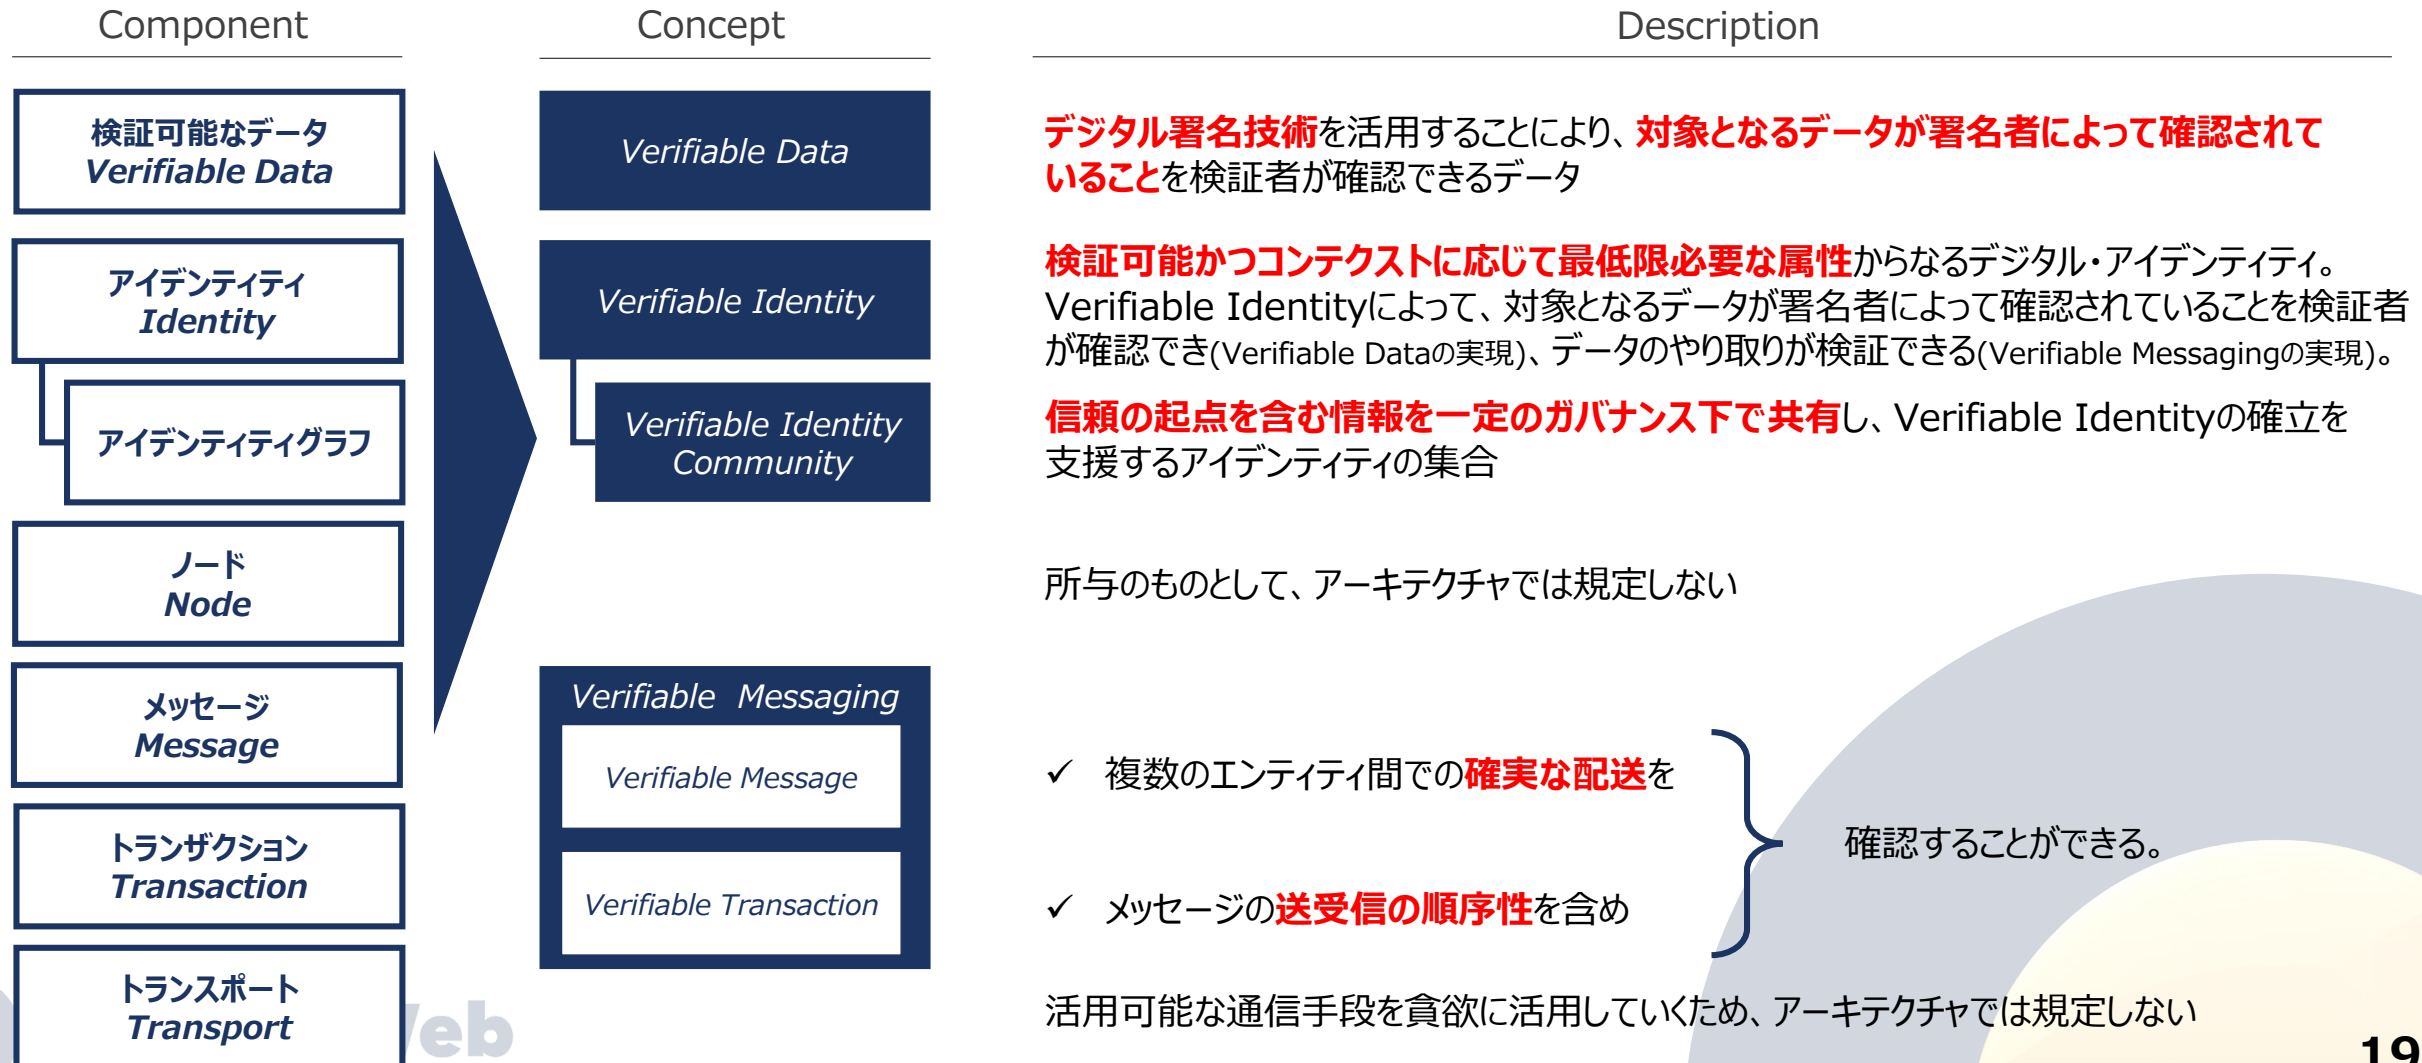 Component
Concept
Description
検証可能なデータ
Verifiable Data
Verifiable Data
デジタル署名技術を活用することにより、対象となるデータが署名者によって確認されて
いることを検証者が確認できるデータ
アイデンティティ
Identity
Verifiable Identity
検証可能かつコンテクストに応じて最低限必要な属性からなるデジタル・アイデンティティ。
Verifiable Identityによって、対象となるデータが署名者によって確認されていることを検証者
が確認でき(Verifiable Dataの実現)、データのやり取りが検証できる(Verifiable Messagingの実現)。
アイデンティティグラフ
Verifiable Identity
Community
信頼の起点を含む情報を一定のガバナンス下で共有し、Verifiable Identityの確立を
支援するアイデンティティの集合
ノード
Node
所与のものとして、アーキテクチャでは規定しない
メッセージ
Message
Verifiable Messaging
Verifiable Message
✓ 複数のエンティティ間での確実な配送を
トランザクション
Transaction
Verifiable Transaction
✓ メッセージの送受信の順序性を含め
確認することができる。
トランスポート
Transport
活用可能な通信手段を貪欲に活用していくため、アーキテクチャでは規定しない
eb
19